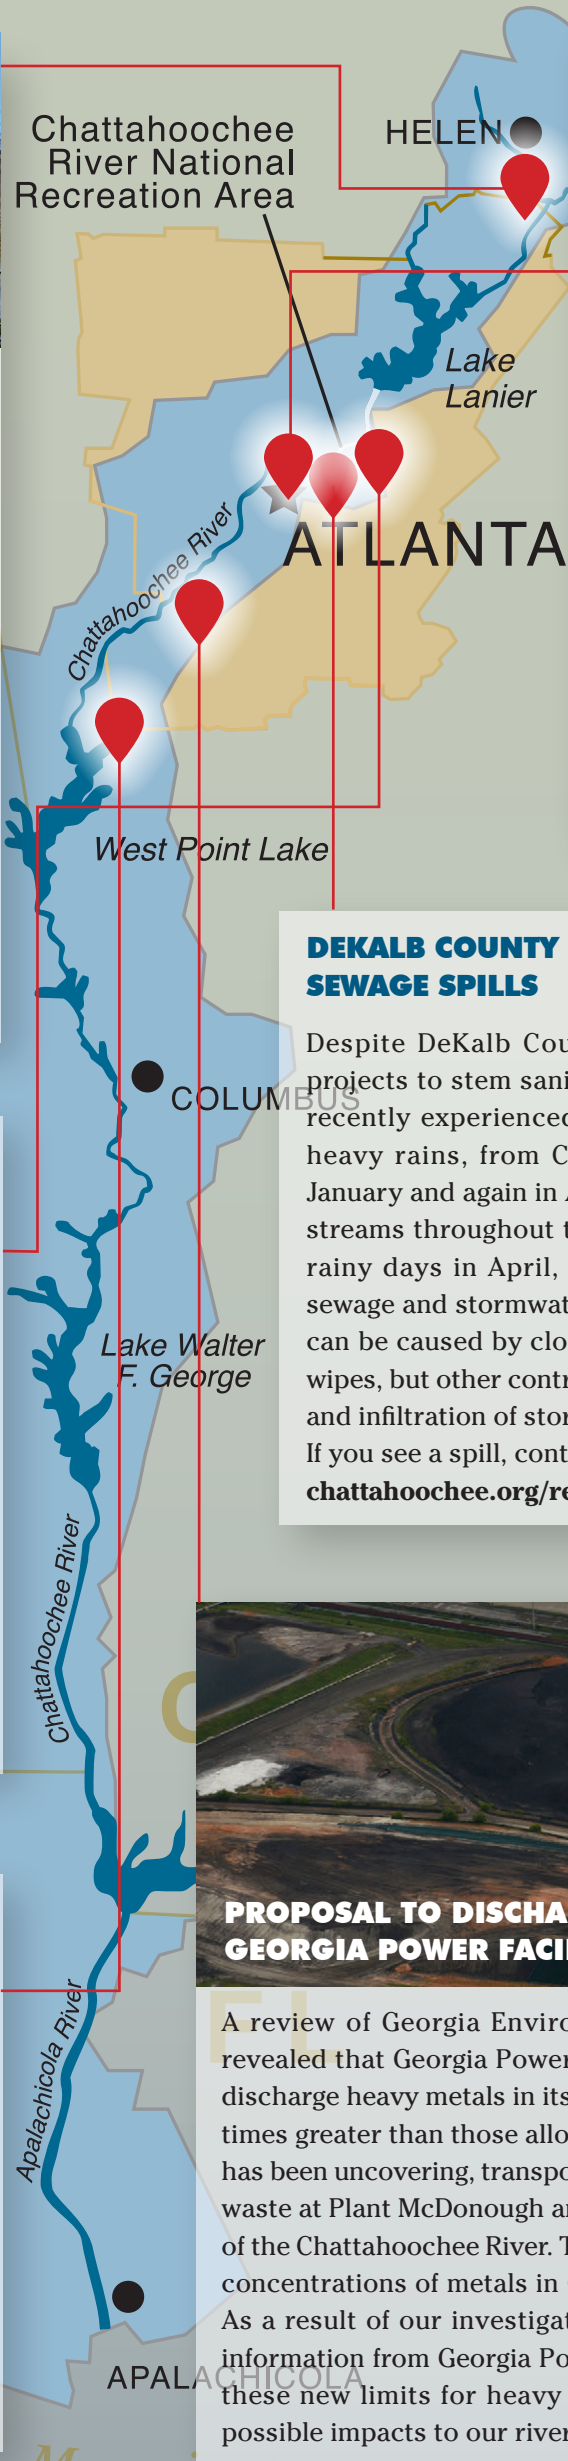 Chattahoochee
River National
Recreation Area
HELEN
Lake
Lanier
ATLANTA
Chattahoochee River
West Point Lake
COLUMBUS
Lake Walter
F. George
Chattahoochee River
Apalachicola River
APALACHICOLA
FL
DEKALB COUNTY
SEWAGE SPILLS
Despite DeKalb Cou
projects to stem sani
recently experienced
heavy rains, from C
January and again in A
streams throughout t
rainy days in April,
sewage and stormwat
can be caused by clo
wipes, but other contr
and infiltration of stor
If you see a spill, cont
chattahoochee.org/re
PROPOSAL TO DISCHA
GEORGIA POWER FACI
A review of Georgia Enviro
revealed that Georgia Power
discharge heavy metals in its
times greater than those allo
has been uncovering, transpo
waste at Plant McDonough a
of the Chattahoochee River. T
concentrations of metals in
As a result of our investigat
information from Georgia Po
these new limits for heavy
possible impacts to our river